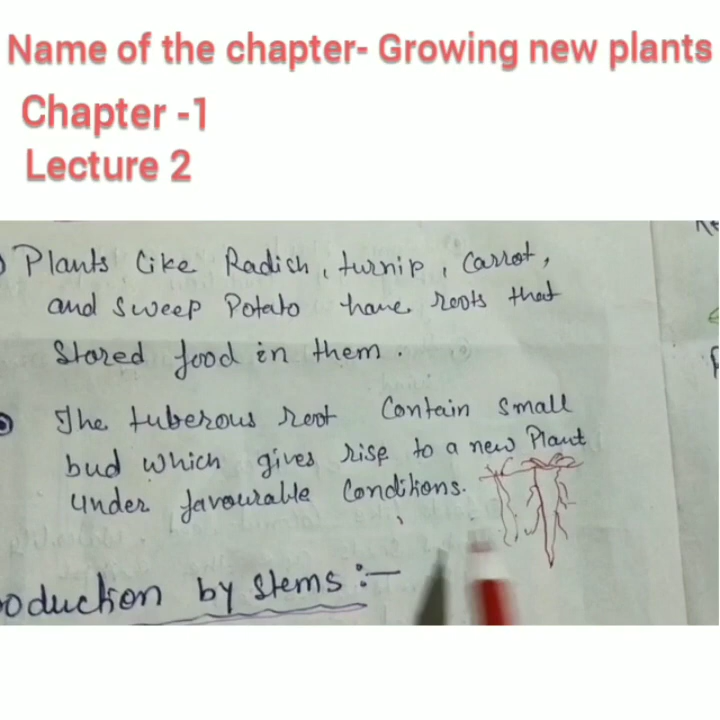 Name of the chapter- Growing new plants
Chapter -1
Lecture 2
Plants like Radish, turnip, Carrot,
and sweep Potato have roots that
Stored food in them.
The tuberous root Contain small
bud which gives rise to a new Plant
under favourable Conditions.
oduction by stems :-